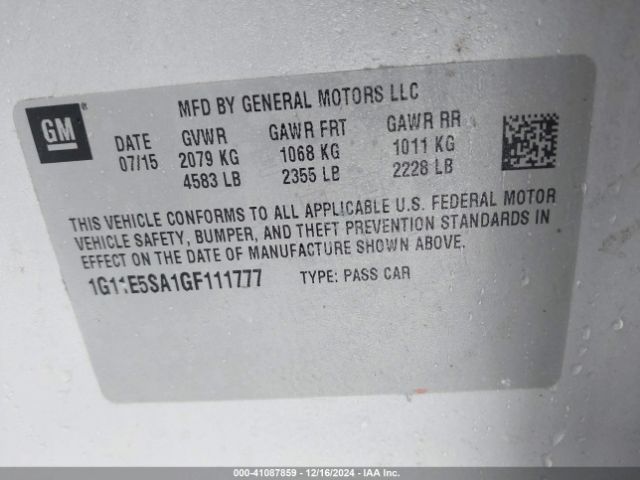 GM
®
MFD BY GENERAL MOTORS LLC
DATE GVWR GAWR FRT GAWR RR
07/15 2079 KG 1068 KG 1011 KG
4583 LB 2355 LB 2228 LB
THIS VEHICLE CONFORMS TO ALL APPLICABLE U.S. FEDERAL MOTOR
VEHICLE SAFETY, BUMPER, AND THEFT PREVENTION STANDARDS IN
EFFECT ON THE DATE OF MANUFACTURE SHOWN ABOVE.
1G11E5SA1GF111777 TYPE: PASS CAR
000-41087859 | 12/16/2024 | IAAI.COM